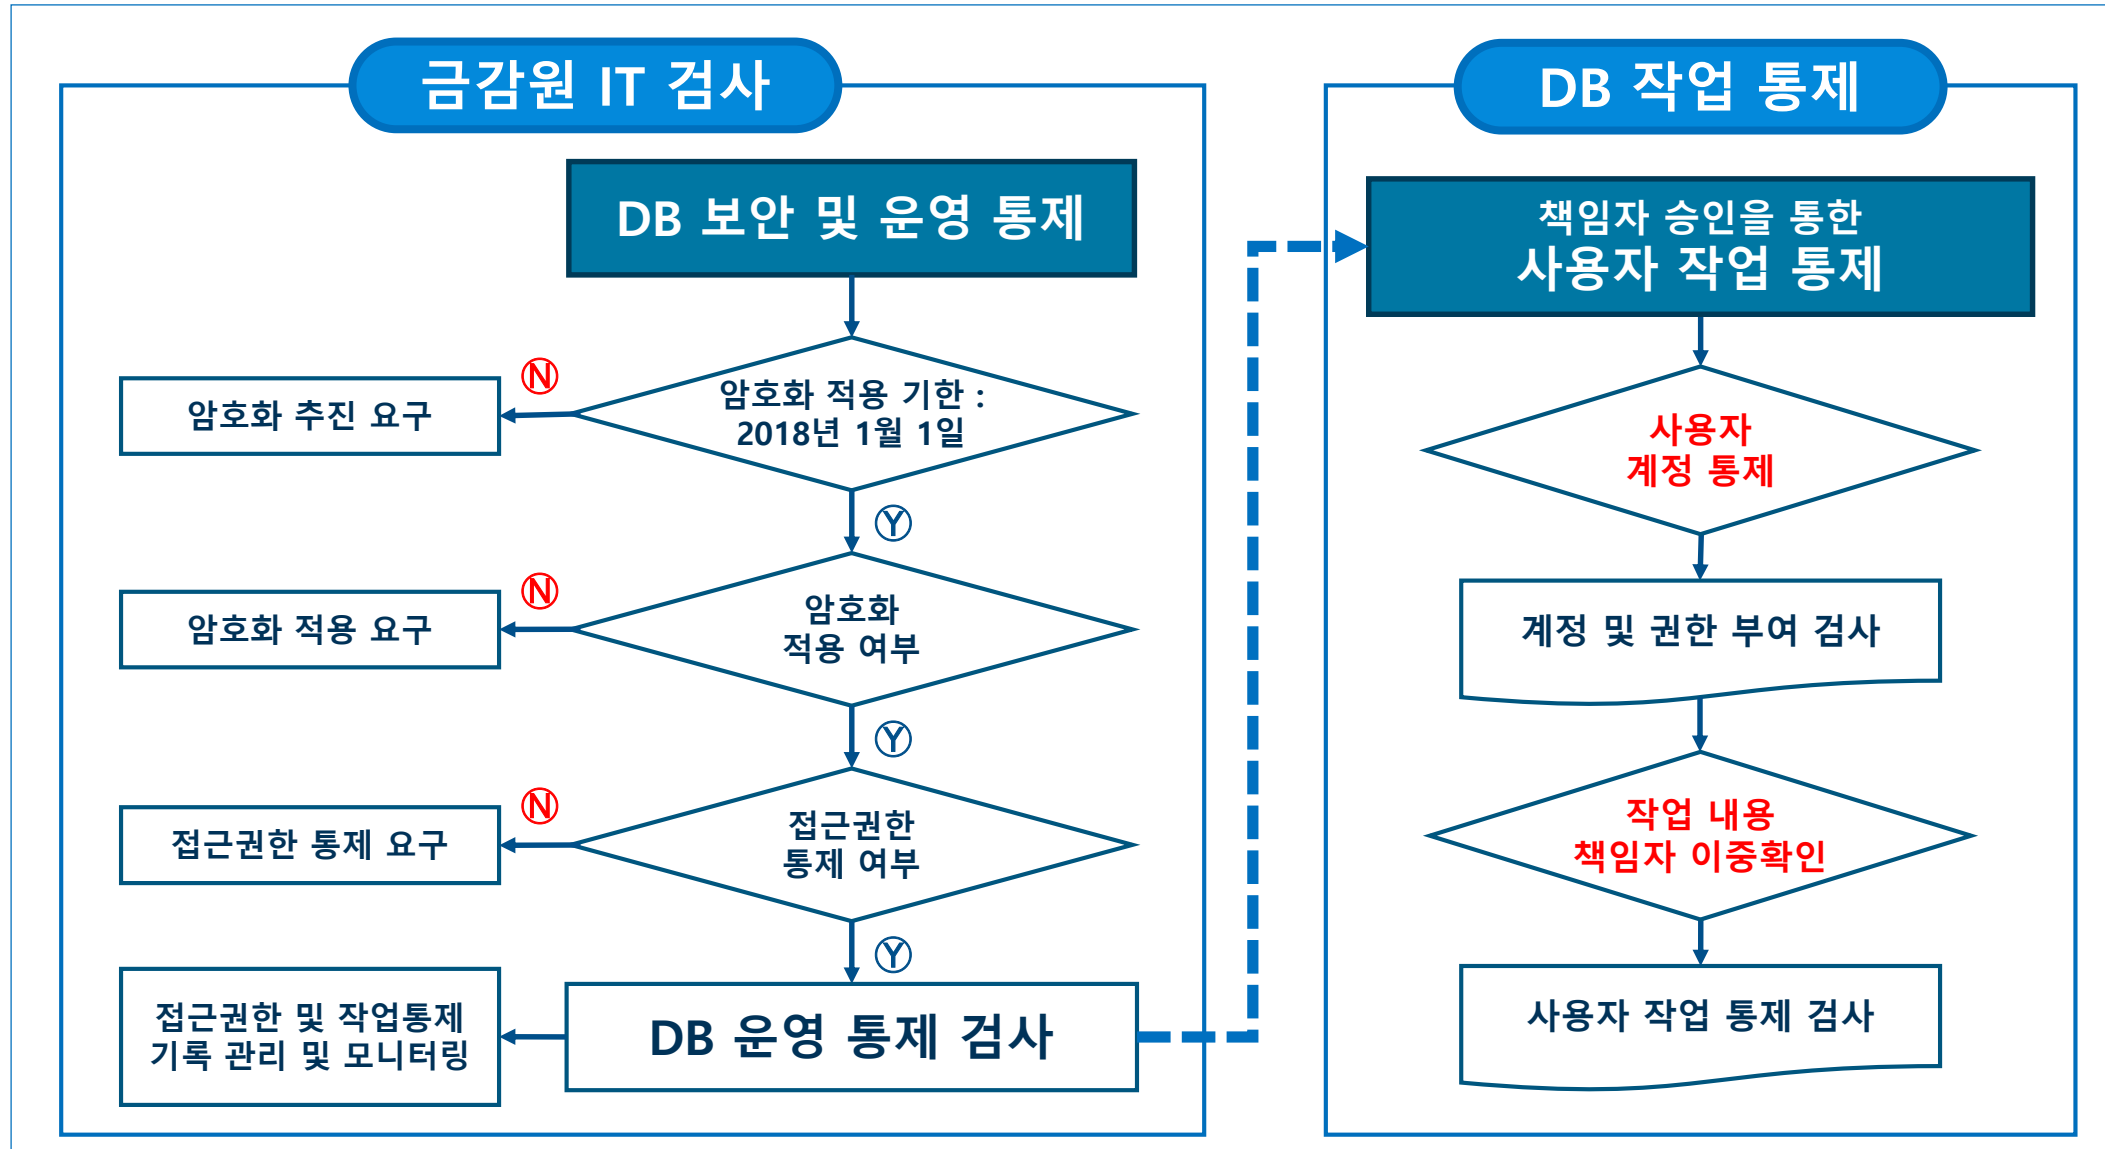 금감원 IT 검사
DB 보안 및 운영 통제
암호화 적용 기한 :
2018년 1월 1일
Ⓝ
암호화 추진 요구
Ⓨ
암호화
적용 여부
Ⓝ
암호화 적용 요구
Ⓨ
접근권한
통제 여부
Ⓝ
접근권한 통제 요구
Ⓨ
DB 운영 통제 검사
접근권한 및 작업통제
기록 관리 및 모니터링
DB 작업 통제
책임자 승인을 통한
사용자 작업 통제
사용자
계정 통제
계정 및 권한 부여 검사
작업 내용
책임자 이중확인
사용자 작업 통제 검사